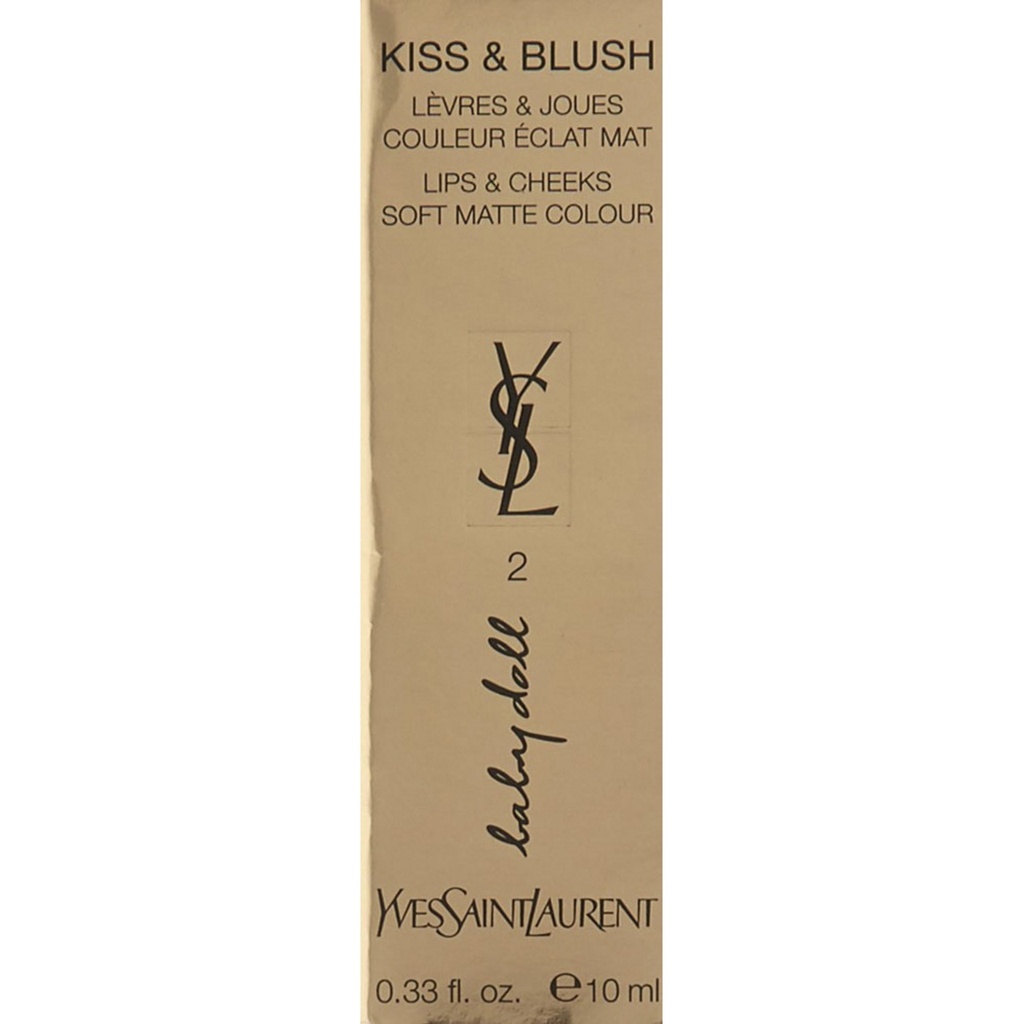 KISS & BLUSH
LÈVRES & JOUES
COULEUR ÉCLAT MAT
LIPS & CHEEKS
SOFT MATTE COLOUR
YSL
2
baby doll
YVESSAINTLAURENT
0.33 fl. oz. ℮10 ml